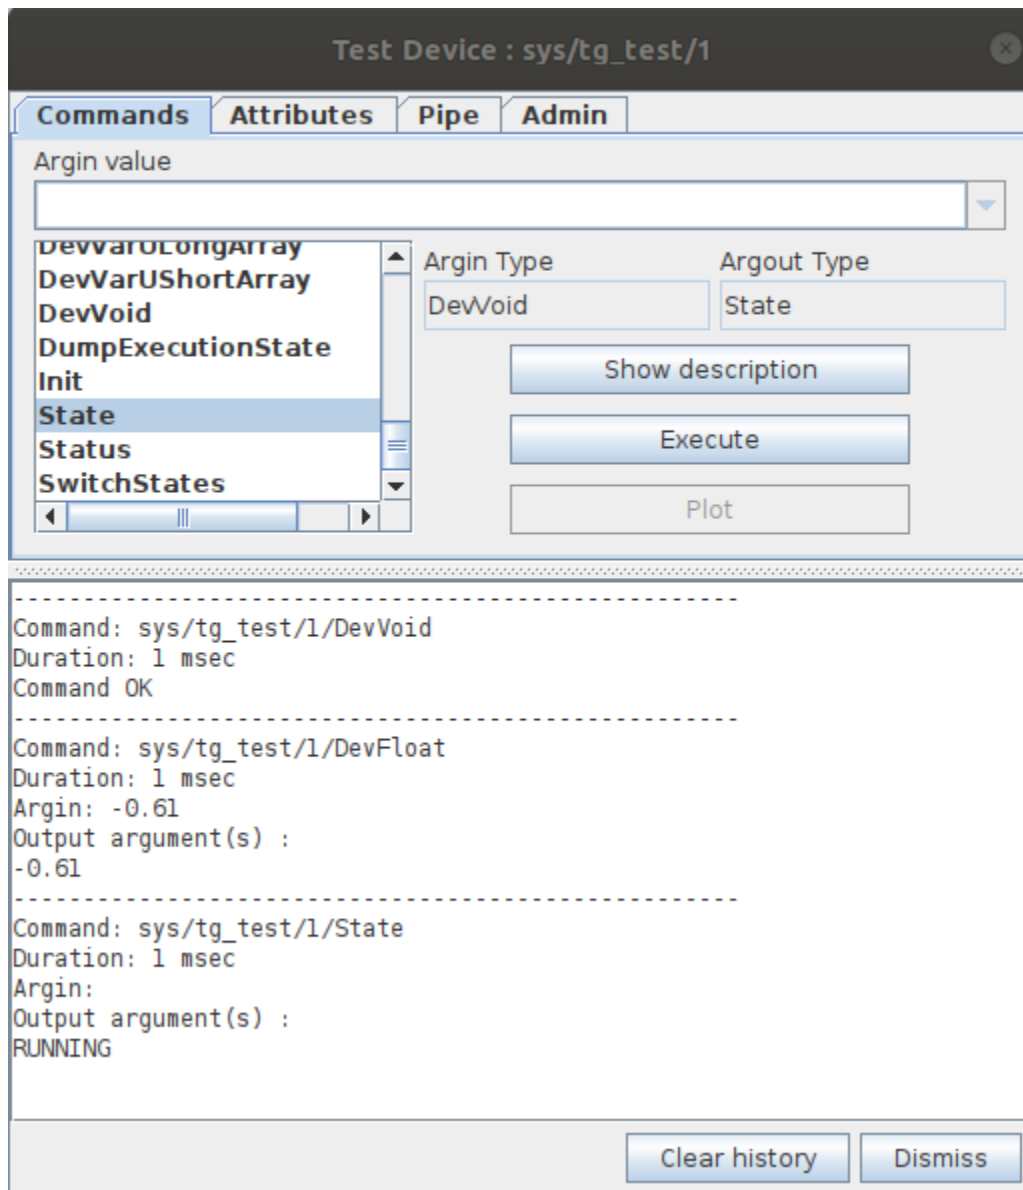 Test Device : sys/tg_test/1
Commands Attributes Pipe Admin
Argin value
DevVarULongArray
DevVarUShortArray
DevVoid
DumpExecutionState
Init
State
Status
SwitchStates
Argin Type Argout Type
DevVoid State
Show description
Execute
Plot
-----------------------------------------------------
Command: sys/tg_test/1/DevVoid
Duration: 1 msec
Command OK
-----------------------------------------------------
Command: sys/tg_test/1/DevFloat
Duration: 1 msec
Argin: -0.61
Output argument(s) :
-0.61
-----------------------------------------------------
Command: sys/tg_test/1/State
Duration: 1 msec
Argin:
Output argument(s) :
RUNNING
Clear history Dismiss